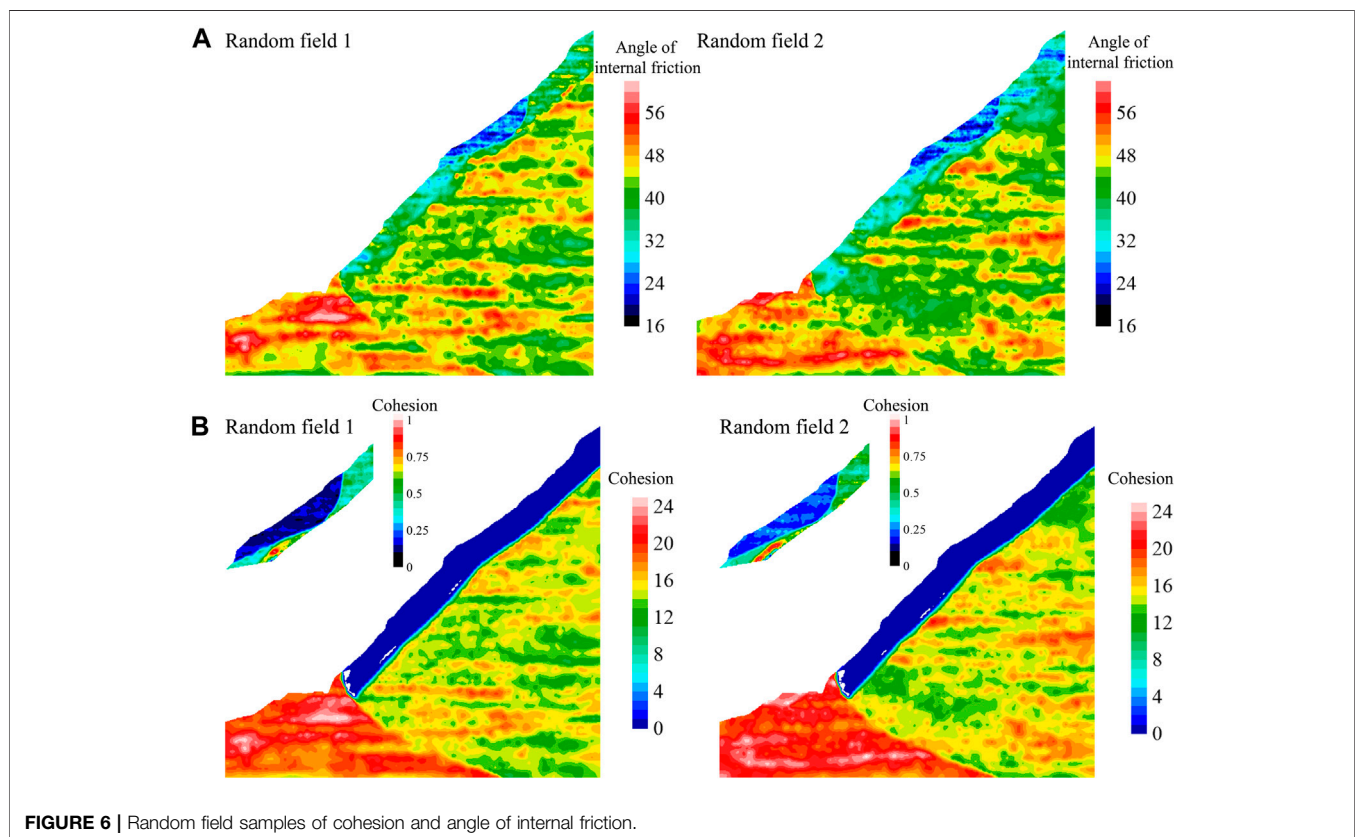 A Random field 1
Angle of
internal friction
56
48
40
32
24
16
Random field 2
Angle of
internal friction
56
48
40
32
24
16
B Random field 1
Cohesion
1
0.75
0.5
0.25
0
Cohesion
24
20
16
12
8
4
0
Random field 2
Cohesion
1
0.75
0.5
0.25
0
Cohesion
24
20
16
12
8
4
0
FIGURE 6 | Random field samples of cohesion and angle of internal friction.